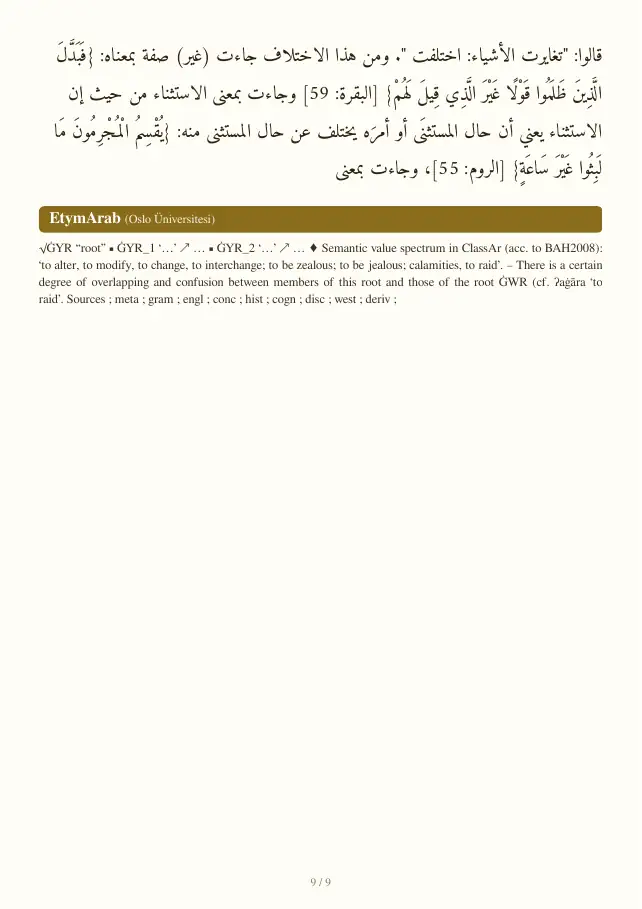 قالوا: "تغايرت الأشياء: اختلفت ". ومن هذا الاختلاف جاءت (غير) صفة بمعناه: {فَبَدَّلَ
الَّذِينَ ظَلَمُوا قَوْلًا غَيْرَ الَّذِي قِيلَ لَهُمْ} [البقرة: 59] وجاءت بمعنى الاستثناء من حيث إن
الاستثناء يعني أن حال المستثنَى أو أمرَه يختلف عن حال المستثنى منه: {يُقْسِمُ الْمُجْرِمُونَ مَا
لَبِثُوا غَيْرَ سَاعَةٍ} [الروم: 55]، وجاءت بمعنى
EtymArab (Oslo Üniversitesi)
√ĠYR “root” ▪ ĠYR_1 ‘…’ ↗ … ▪ ĠYR_2 ‘…’ ↗ … ♦ Semantic value spectrum in ClassAr (acc. to BAH2008):
‘to alter, to modify, to change, to interchange; to be zealous; to be jealous; calamities, to raid’. – There is a certain
degree of overlapping and confusion between members of this root and those of the root ĠWR (cf. ʔaġāra ‘to
raid’. Sources ; meta ; gram ; engl ; conc ; hist ; cogn ; disc ; west ; deriv ;
9 / 9